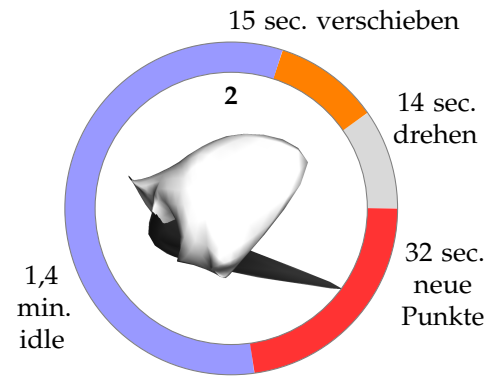 15 sec. verschieben
2
14 sec.
drehen
32 sec.
neue
Punkte
1,4
min.
idle